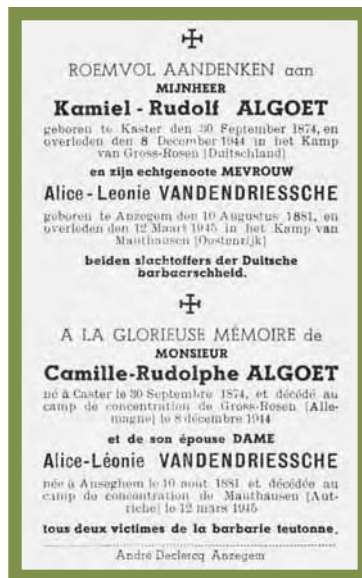 ROEMVOL AANDENKEN aan
MIJNHEER
Kamiel - Rudolf ALGOET
geboren te Kaster den 30 September 1874, en
overleden den 8 December 1944 in het Kamp
van Gross-Rosen [Duitschland]
en zijn echtgenoote MEVROUW
Alice - Leonie VANDENDRIESSCHE
geboren te Anzegem den 10 Augustus 1881, en
overleden den 12 Maart 1945 in het Kamp van
Mauthausen [Oostenrijk]
beiden slachtoffers der Duitsche
barbaarschheid.
A LA GLORIEUSE MÉMOIRE de
MONSIEUR
Camille-Rudolphe ALGOET
né à Caster le 30 Septembre 1874, et décédé au
camp de concentration de Gross-Rosen [Alle-
magne] le 8 décembre 1944
et de son épouse DAME
Alice-Léonie VANDENDRIESSCHE
née à Anseghem le 10 août 1881 et décédée au
camp de concentration de Mauthausen [Aut-
riche] le 12 mars 1945
tous deux victimes de la barbarie teutonne.
André Declercq Anzegem